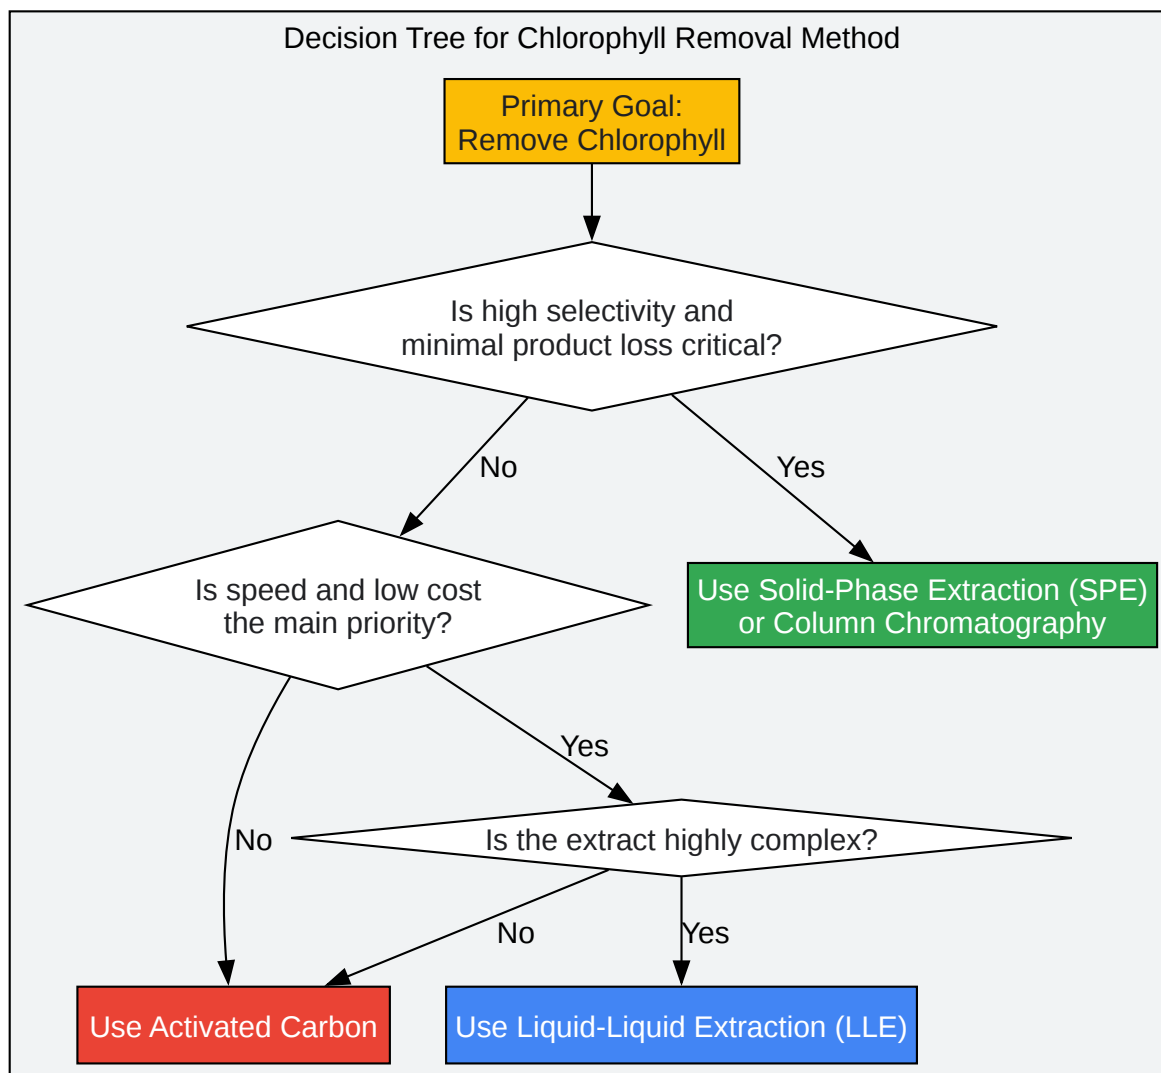 Decision Tree for Chlorophyll Removal Method
Primary Goal:
Remove Chlorophyll
Is high selectivity and
minimal product loss critical?
No
Yes
Is speed and low cost
the main priority?
Use Solid-Phase Extraction (SPE)
or Column Chromatography
Yes
No
Is the extract highly complex?
No
Yes
Use Activated Carbon
Use Liquid-Liquid Extraction (LLE)